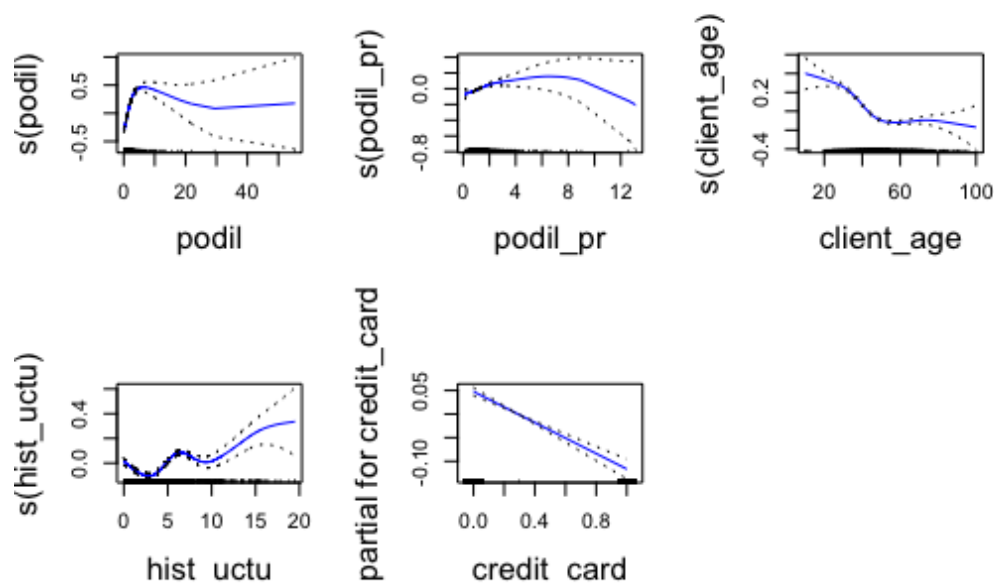 s(podil)
0.5
-0.5
0 20 40
podil
s(podil_pr)
0.0
-0.8
0 4 8 12
podil_pr
s(client_age)
0.2
-0.4
20 60 100
client_age
s(hist_uctu)
0.4
0.0
0 5 10 15 20
hist_uctu
partial for credit_card
0.05
-0.10
0.0 0.4 0.8
credit_card